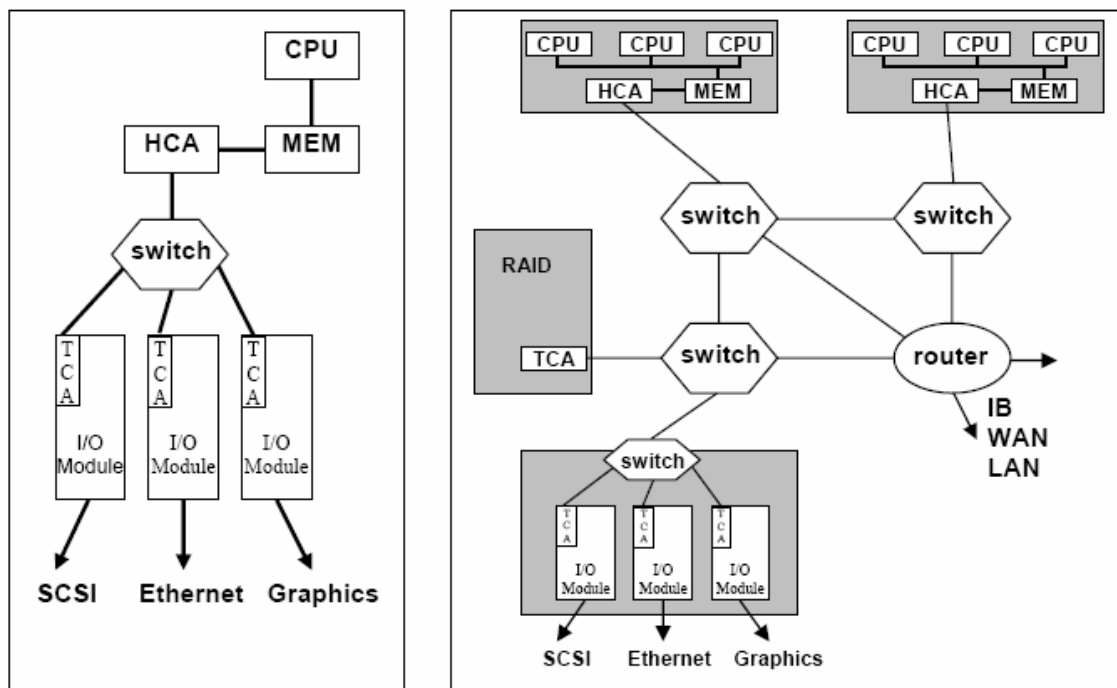 CPU
HCA
MEM
switch
T
C
A
T
C
A
T
C
A
I/O
Module
I/O
Module
I/O
Module
SCSI
Ethernet
Graphics
CPU
CPU
CPU
HCA
MEM
CPU
CPU
CPU
HCA
MEM
switch
switch
RAID
TCA
switch
router
IB
WAN
LAN
switch
T
C
A
T
C
A
T
C
A
I/O
Module
I/O
Module
I/O
Module
SCSI
Ethernet
Graphics